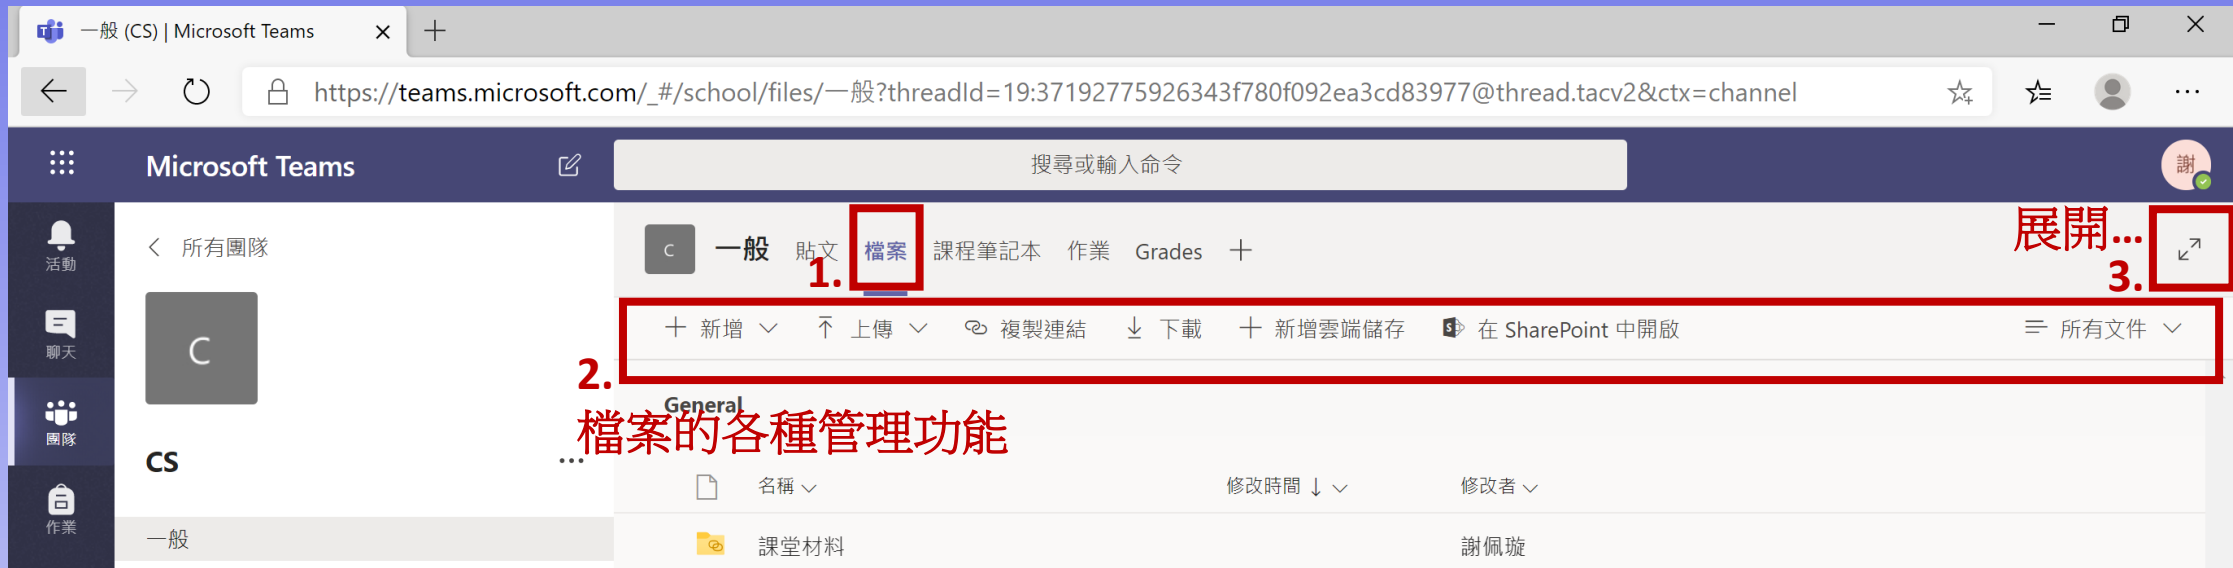 一般 (CS) | Microsoft Teams
https://teams.microsoft.com/_#/school/files/一般?threadId=19:37192775926343f780f092ea3cd83977@thread.tacv2&ctx=channel
Microsoft Teams
搜尋或輸入命令
謝
活動
聊天
團隊
作業
所有團隊
C
CS
...
一般
C 一般 貼文 檔案 課程筆記本 作業 Grades
1.
展開...
3.
新增 上傳 複製連結 下載 新增雲端儲存 在 SharePoint 中開啟 所有文件
2.
General
檔案的各種管理功能
名稱 修改時間 修改者
課堂材料 謝佩璇